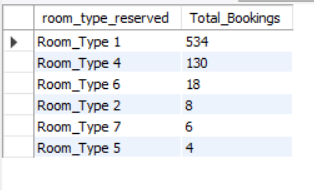 room_type_reserved Total_Bookings
Room_Type 1 534
Room_Type 4 130
Room_Type 6 18
Room_Type 2 8
Room_Type 7 6
Room_Type 5 4